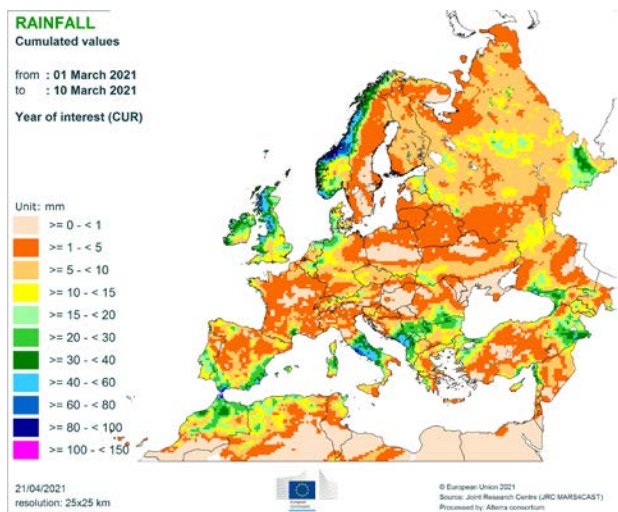 RAINFALL
Cumulated values
from : 01 March 2021
to : 10 March 2021
Year of interest (CUR)
Unit: mm
>= 0 - < 1
>= 1 - < 5
>= 5 - < 10
>= 10 - < 15
>= 15 - < 20
>= 20 - < 30
>= 30 - < 40
>= 40 - < 60
>= 60 - < 80
>= 80 - < 100
>= 100 - < 150
21/04/2021
resolution: 25x25 km
European
Commission
© European Union 2021
Source: Joint Research Centre (JRC MARS4CAST)
Processed by: Alterra consortium